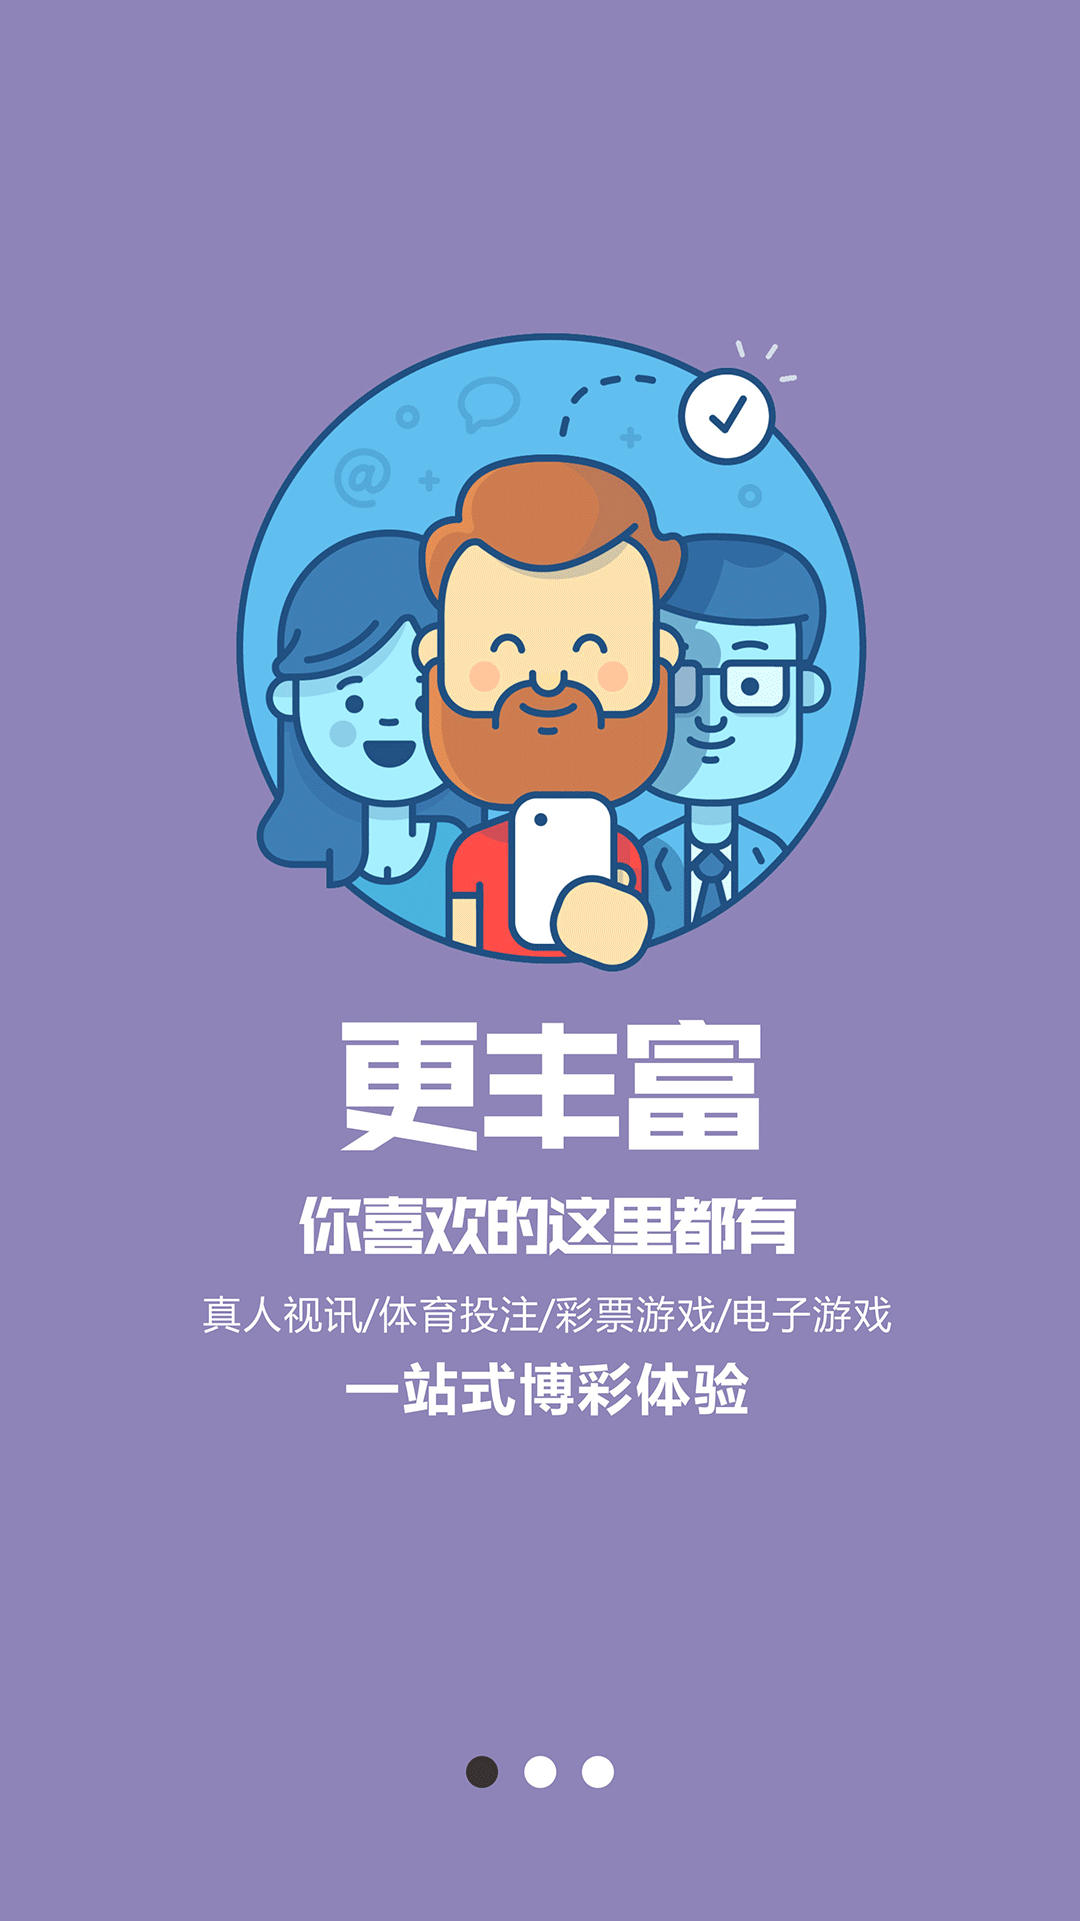 更丰富
你喜欢的这里都有
真人视讯/体育投注/彩票游戏/电子游戏
一站式博彩体验